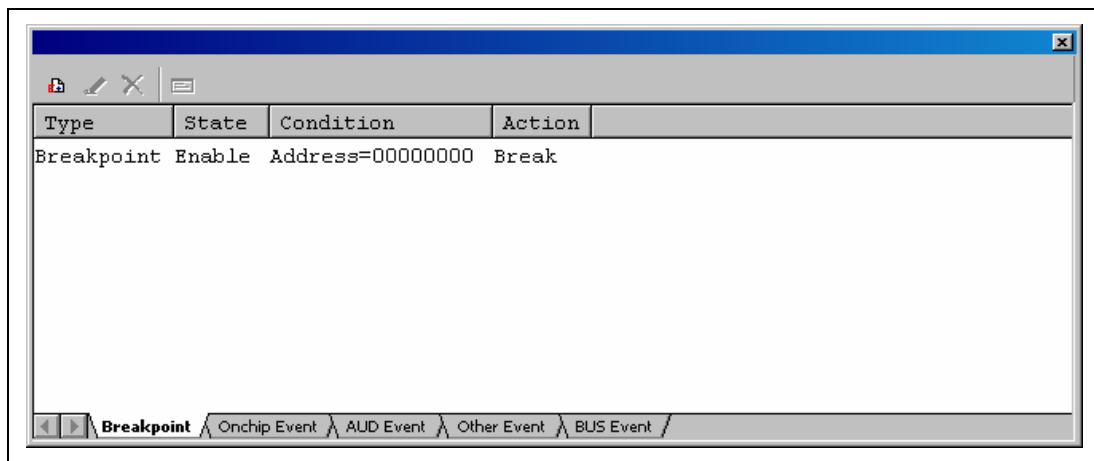 Type State Condition Action
Breakpoint Enable Address=00000000 Break
Breakpoint Onchip Event AUD Event Other Event BUS Event